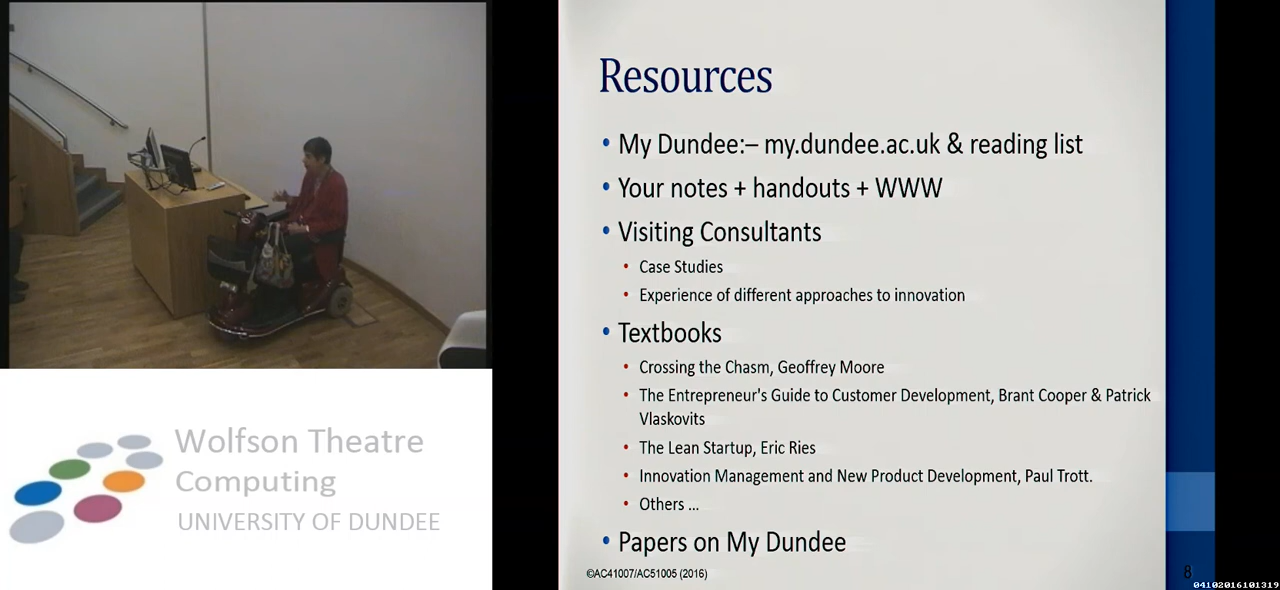 Resources
• My Dundee:– my.dundee.ac.uk & reading list
• Your notes + handouts + WWW
• Visiting Consultants
• Case Studies
• Experience of different approaches to innovation
• Textbooks
• Crossing the Chasm, Geoffrey Moore
• The Entrepreneur's Guide to Customer Development, Brant Cooper & Patrick
Vlaskovits
• The Lean Startup, Eric Ries
• Innovation Management and New Product Development, Paul Trott.
• Others ...
• Papers on My Dundee
©AC41007/AC51005 (2016)
8
04102016101319
Wolfson Theatre
Computing
UNIVERSITY OF DUNDEE